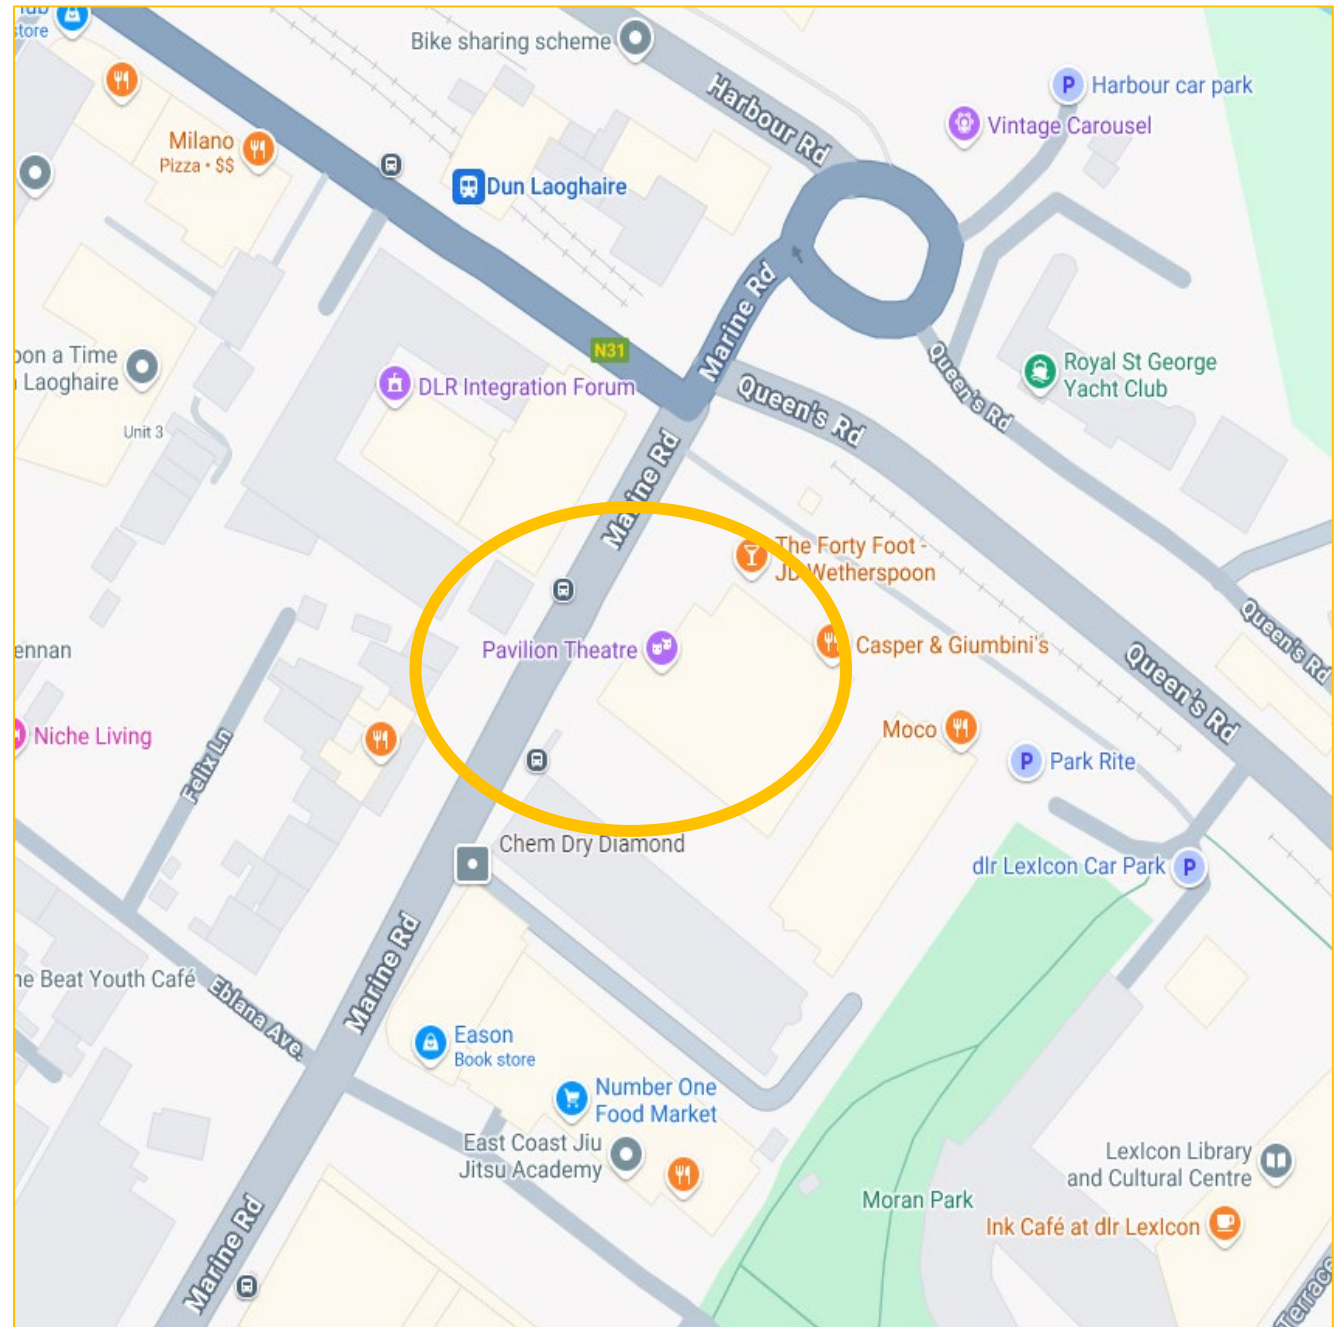 store
Bike sharing scheme
Harbour Rd
P
Harbour car park
Vintage Carousel
Milano
Pizza • $$
Dun Laoghaire
Marine Rd
N31
Queen's Rd
Queen's Rd
Royal St George
Yacht Club
on a Time
Laoghaire
DLR Integration Forum
Unit 3
Marine Rd
The Forty Foot -
JD Wetherspoon
Pavilion Theatre
Casper & Giumbini's
Queen's Rd
Queen's Rd
ennan
Niche Living
Felix Ln
Moco
P
Park Rite
Chem Dry Diamond
dlr LexIcon Car Park
P
Marine Rd
e Beat Youth Café
Eblana Ave.
Eason
Book store
Number One
Food Market
East Coast Jiu
Jitsu Academy
LexIcon Library
and Cultural Centre
Moran Park
Ink Café at dlr LexIcon
Marine Rd
Terrace